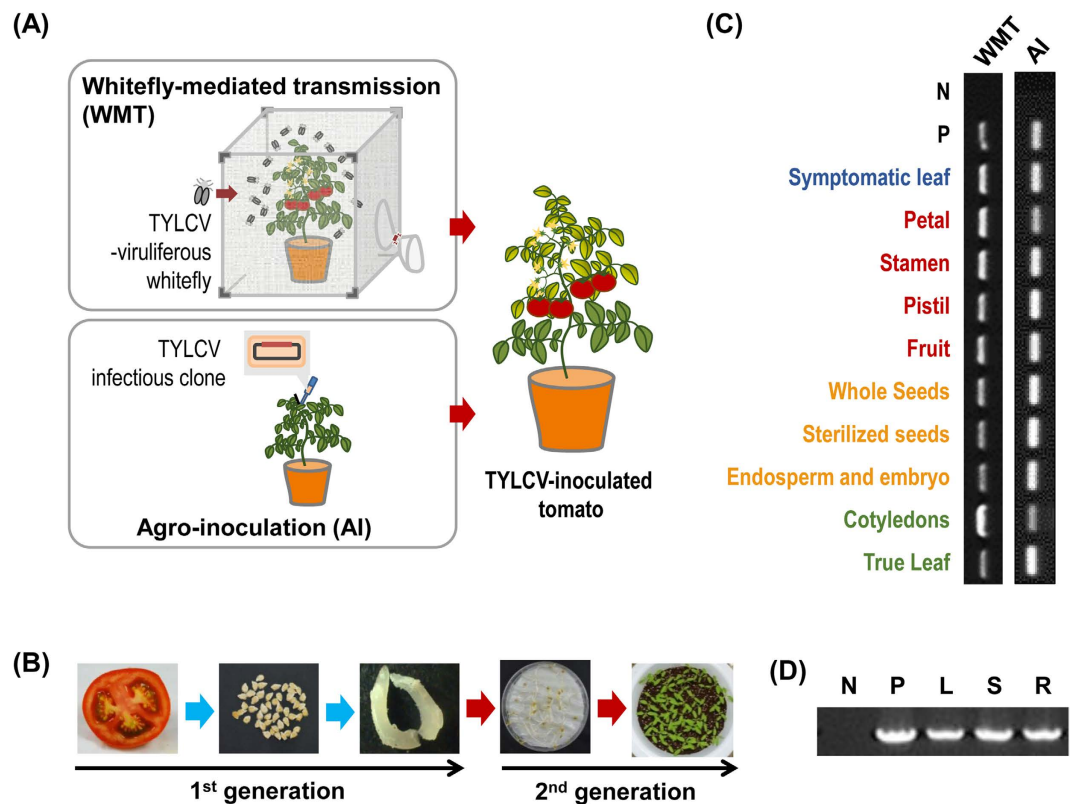 (A)
Whitefly-mediated transmission
(WMT)
TYLCV
-viruliferous
whitefly
TYLCV
infectious clone
Agro-inoculation (AI)
TYLCV-inoculated
tomato
(C)
WMT
AI
N
P
Symptomatic leaf
Petal
Stamen
Pistil
Fruit
Whole Seeds
Sterilized seeds
Endosperm and embryo
Cotyledons
True Leaf
(B)
1st generation
2nd generation
(D)
N P L S R